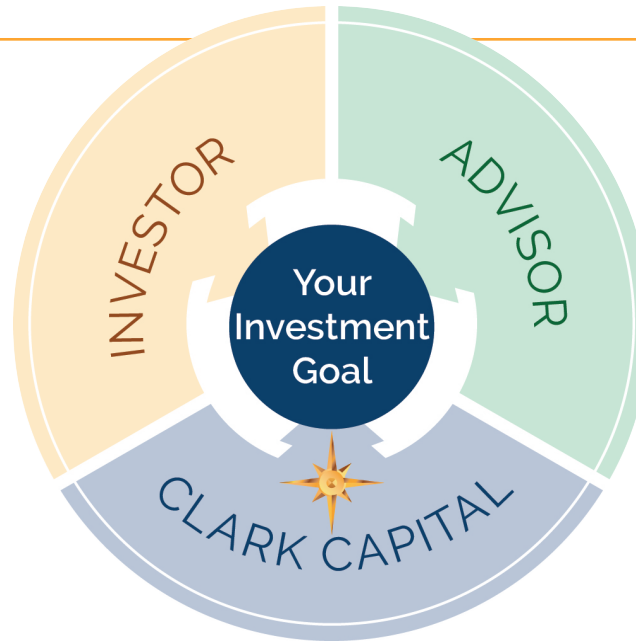 INVESTOR
ADVISOR
Your
Investment
Goal
CLARK CAPITAL